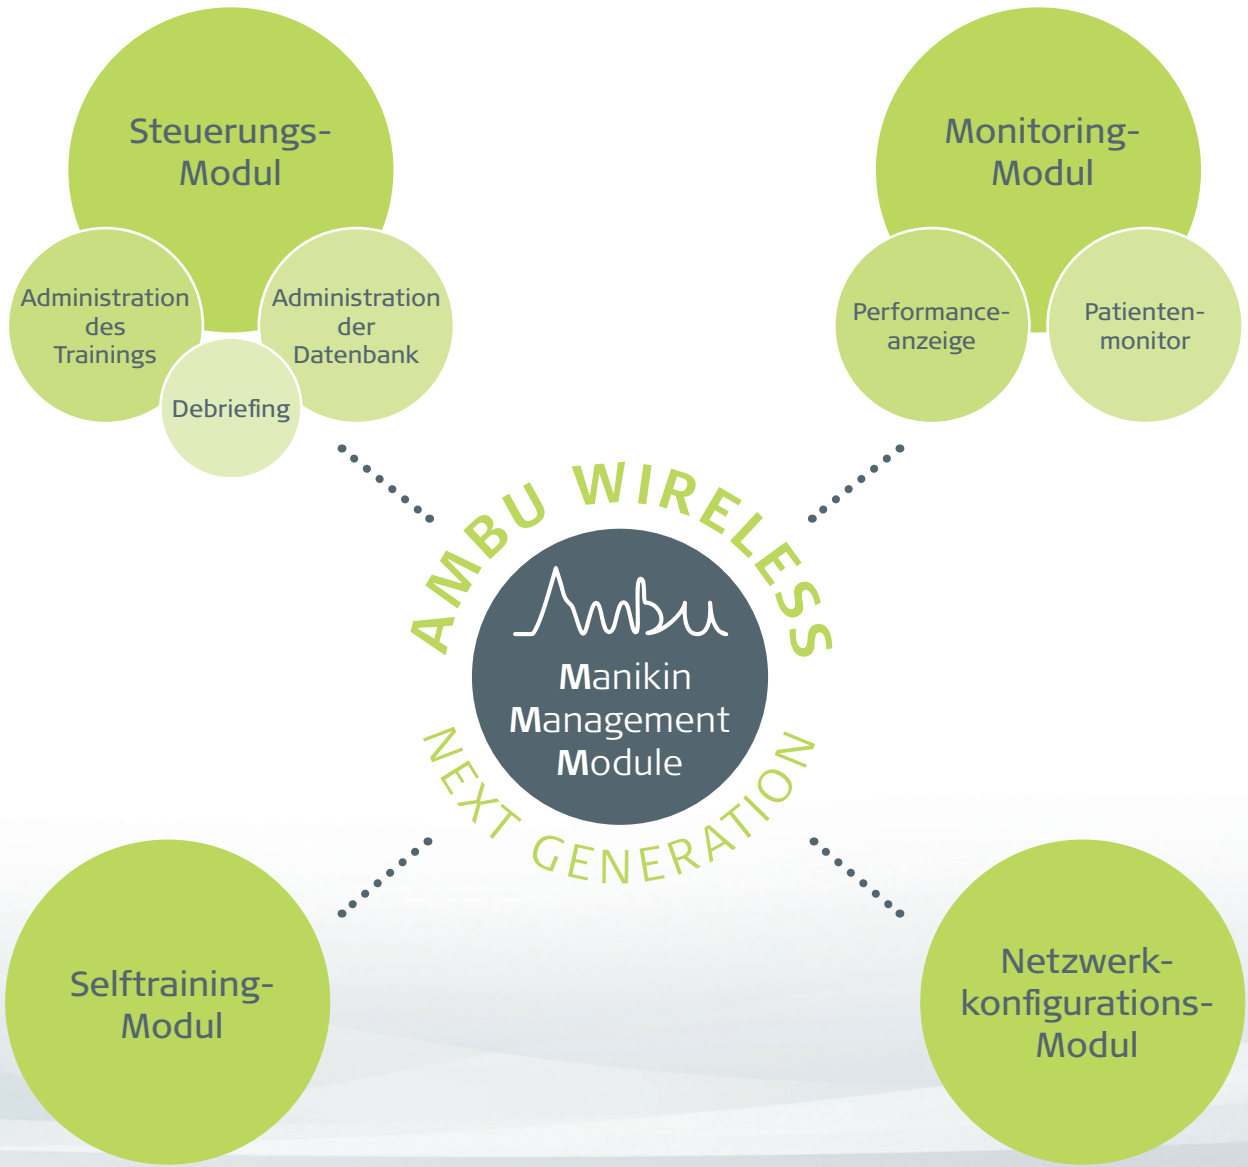 Steuerungs-
Modul
Administration
des
Trainings
Administration
der
Datenbank
Debriefing
Monitoring-
Modul
Performance-
anzeige
Patienten-
monitor
AMBU WIRELESS
Ambu
Manikin
Management
Module
NEXT GENERATION
Selftraining-
Modul
Netzwerk-
konfigurations-
Modul